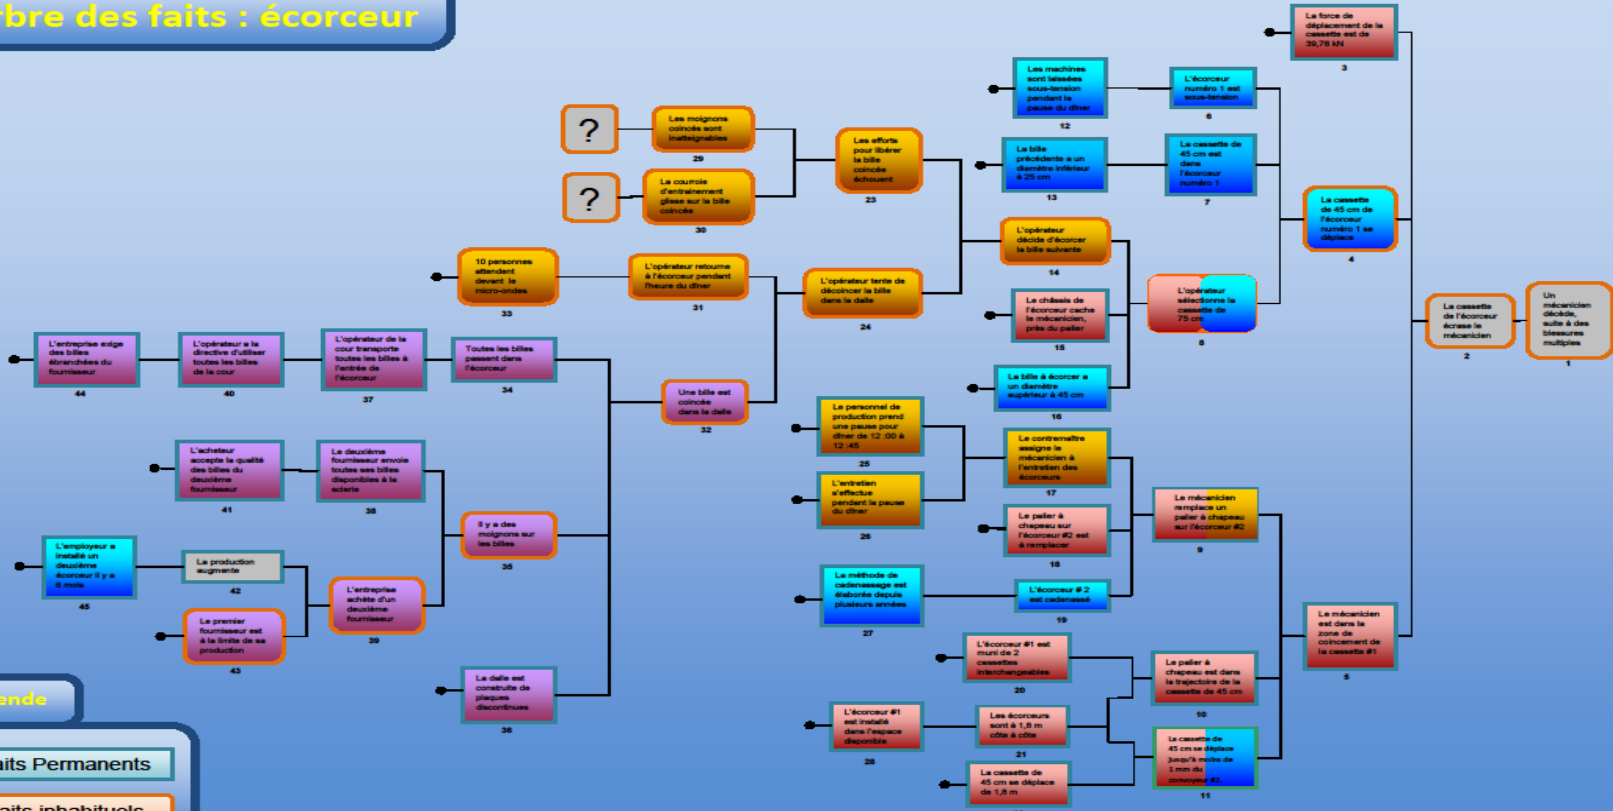 rbre des faits : écorceur
La force de
déplacement de la
cassette est de
39,78 kN
3
Les machines
sont laissées
sous-tension
pendant la
pause du dîner
12
L'écorceur
numéro 1 est
sous-tension
6
?
Les moignons
coincés sont
inatteignables
29
Les efforts
pour libérer
la bille
coincée
échouent
23
La bille
précédente a un
diamètre inférieur
à 25 cm
13
La cassette de
45 cm est
dans
l'écorceur
numéro 1
7
?
La courroie
d'entrainement
glisse sur la bille
coincée
30
La cassette
de 45 cm de
l'écorceur
numéro 1 se
déplace
4
L'opérateur
décide d'écorcer
la bille suivante
14
10 personnes
attendent
devant le
micro-ondes
33
L'opérateur retourne
à l'écorceur pendant
l'heure du dîner
31
L'opérateur tente de
décoincer la bille
dans la dalle
24
Le châssis de
l'écorceur cache
le mécanicien,
près du palier
15
L'opérateur
sélectionne la
cassette de
75 cm
8
La cassette
de l'écorceur
écrase le
mécanicien
2
Un
mécanicien
décède,
suite à des
blessures
multiples
1
L'entreprise exige
des billes
ébranchées du
fournisseur
44
L'opérateur a la
directive d'utiliser
toutes les billes
de la cour
40
L'opérateur de la
cour transporte
toutes les billes à
l'entrée de
l'écorceur
37
Toutes les billes
passent dans
l'écorceur
34
Une bille est
coincée
dans la dalle
32
La bille à écorcer a
un diamètre
supérieur à 45 cm
16
Le personnel de
production prend
une pause pour
dîner de 12 :00 à
12 :45
25
Le contremaître
assigne le
mécanicien à
l'entretien des
écorceurs
17
L'acheteur
accepte la qualité
des billes du
deuxième
fournisseur
41
Le deuxième
fournisseur envoie
toutes ses billes
disponibles à la
scierie
38
L'entretien
s'effectue
pendant la pause
du dîner
26
Le palier à
chapeau sur
l'écorceur #2 est
à remplacer
18
Le mécanicien
remplace un
palier à chapeau
sur l'écorceur #2
9
Il y a des
moignons sur
les billes
35
L'employeur a
installé un
deuxième
écorceur il y a
6 mois
45
La production
augmente
42
L'entreprise
achète d'un
deuxième
fournisseur
39
Le premier
fournisseur est
à la limite de sa
production
43
La méthode de
cadenassage est
élaborée depuis
plusieurs années
27
L'écorceur # 2
est cadenassé
19
Le mécanicien
est dans la
zone de
coincement de
la cassette #1
5
L'écorceur #1 est
muni de 2
cassettes
interchangeables
20
Le palier à
chapeau est dans
la trajectoire de la
cassette de 45 cm
10
La dalle est
construite de
plaques
discontinues
36
L'écorceur #1
est installé
dans l'espace
disponible
28
Les écorceurs
sont à 1,8 m
côte à côte
21
La cassette de
45 cm se déplace
jusqu'à moins de
1 mm du
convoyeur #2.
11
La cassette de
45 cm se déplace
de 1,8 m
ende
aits Permanents
aits inhabituels